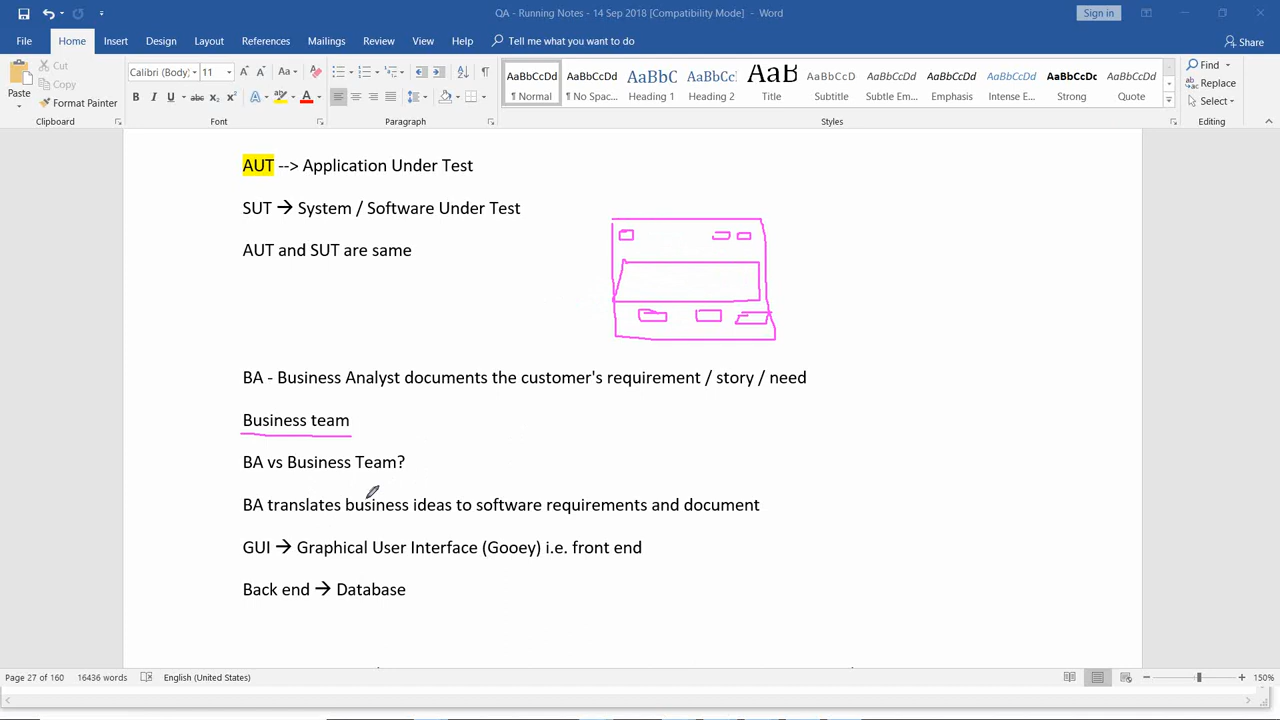 QA - Running Notes - 14 Sep 2018 [Compatibility Mode] - Word
Sign in
File Home Insert Design Layout References Mailings Review View Help Tell me what you want to do Share
Paste
Cut
Copy
Format Painter
Calibri (Body) 11
AaBbCcDd AaBbCcDd AaBbC AaBbCcI AaB AaBbCcD AaBbCcDd AaBbCcDd AaBbCcDd AaBbCcDc AaBbCcDd
¶ Normal ¶ No Spac... Heading 1 Heading 2 Title Subtitle Subtle Em... Emphasis Intense E... Strong Quote
Find
Replace
Select
Clipboard Font Paragraph Styles Editing
AUT --> Application Under Test
SUT → System / Software Under Test
AUT and SUT are same
BA - Business Analyst documents the customer's requirement / story / need
Business team
BA vs Business Team?
BA translates business ideas to software requirements and document
GUI → Graphical User Interface (Gooey) i.e. front end
Back end → Database
Page 27 of 160 16436 words English (United States) 150%